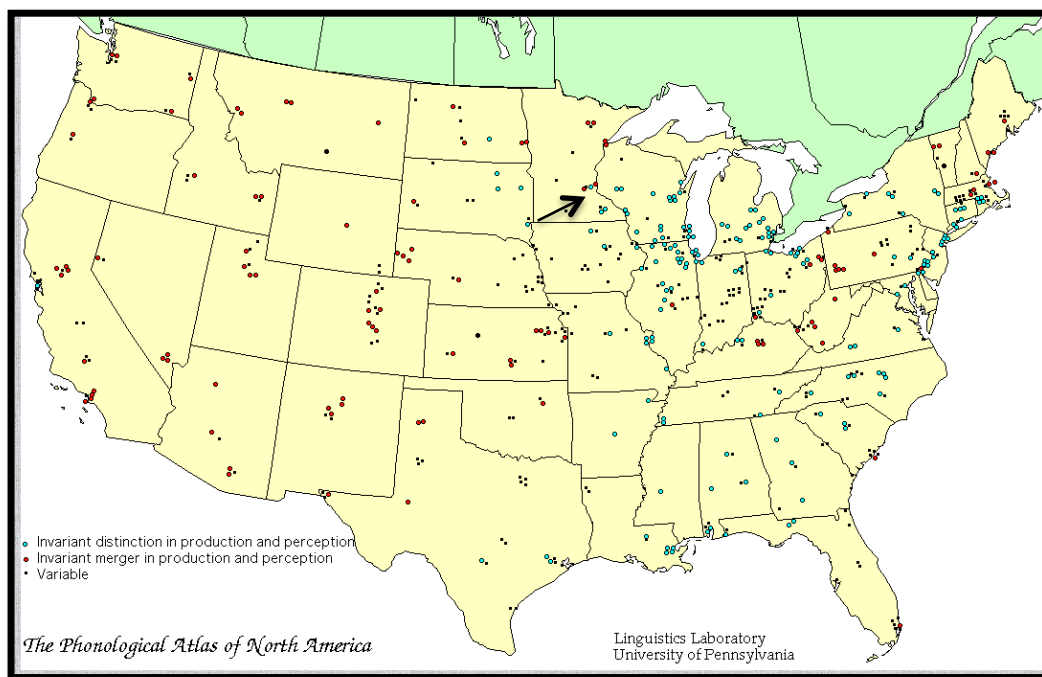 Invariant distinction in production and perception
Invariant merger in production and perception
Variable
The Phonological Atlas of North America
Linguistics Laboratory
University of Pennsylvania